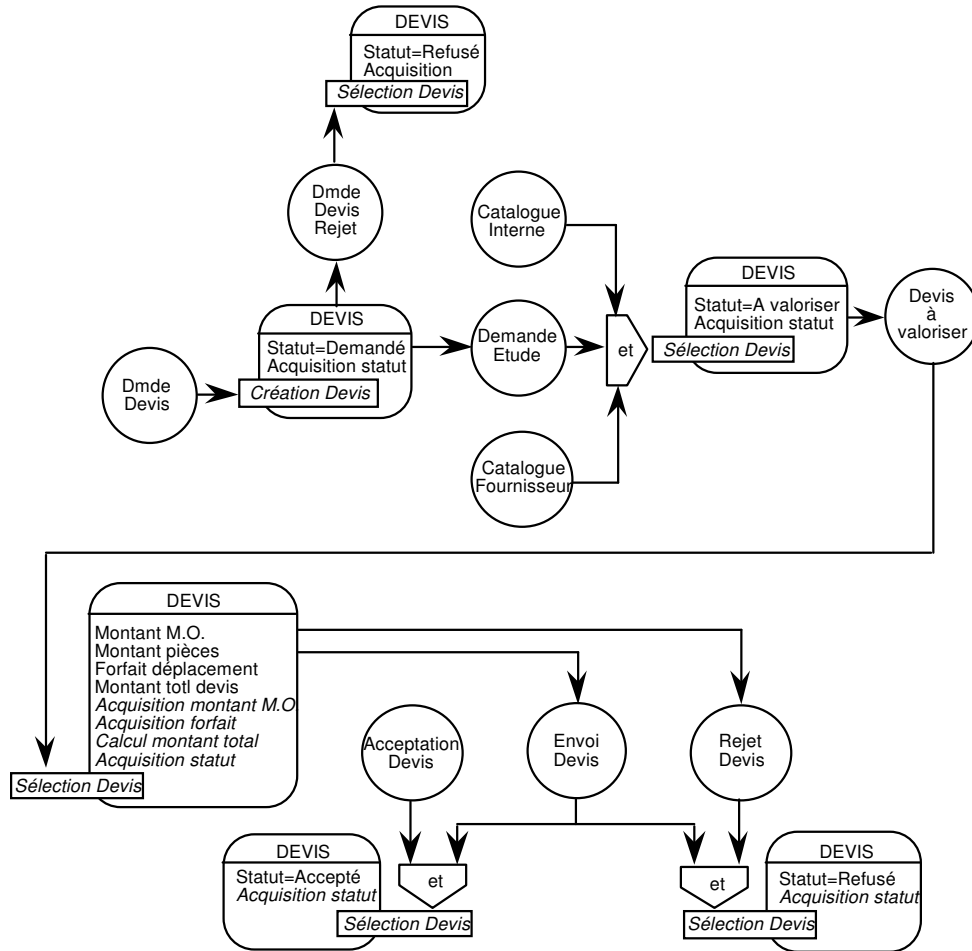 DEVIS
Statut=Refusé
Acquisition
Sélection Devis
Dmde
Devis
Rejet
Catalogue
Interne
DEVIS
Statut=Demandé
Acquisition statut
Création Devis
Dmde
Devis
Demande
Etude
et
DEVIS
Statut=A valoriser
Acquisition statut
Sélection Devis
Devis
à
valoriser
Catalogue
Fournisseur
DEVIS
Montant M.O.
Montant pièces
Forfait déplacement
Montant totl devis
Acquisition montant M.O
Acquisition forfait
Calcul montant total
Acquisition statut
Sélection Devis
Acceptation
Devis
Envoi
Devis
Rejet
Devis
DEVIS
Statut=Accepté
Acquisition statut
et
Sélection Devis
et
DEVIS
Statut=Refusé
Acquisition statut
Sélection Devis